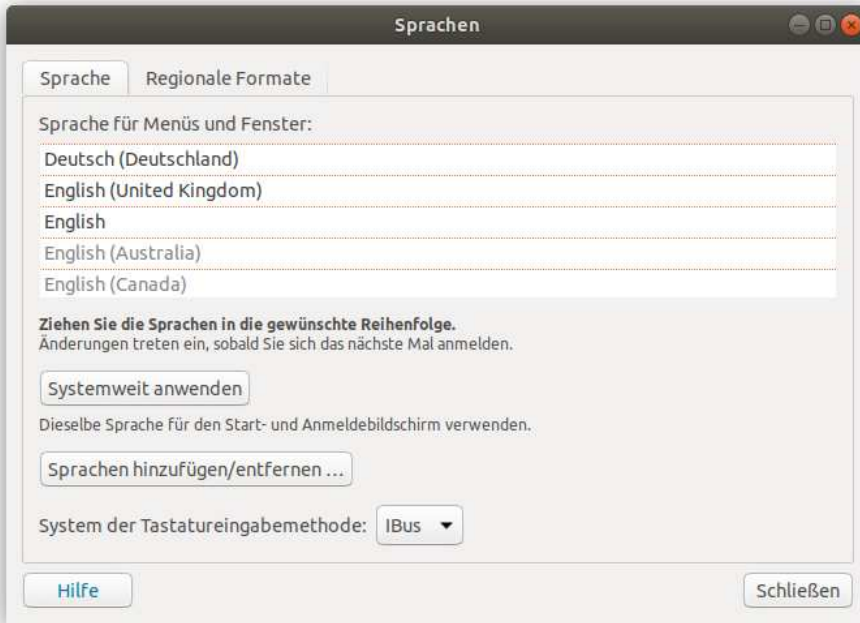 Sprachen
Sprache
Regionale Formate
Sprache für Menüs und Fenster:
Deutsch (Deutschland)
English (United Kingdom)
English
English (Australia)
English (Canada)
Ziehen Sie die Sprachen in die gewünschte Reihenfolge.
Änderungen treten ein, sobald Sie sich das nächste Mal anmelden.
Systemweit anwenden
Dieselbe Sprache für den Start- und Anmeldebildschirm verwenden.
Sprachen hinzufügen/entfernen …
System der Tastatureingabemethode: IBus
Hilfe
Schließen